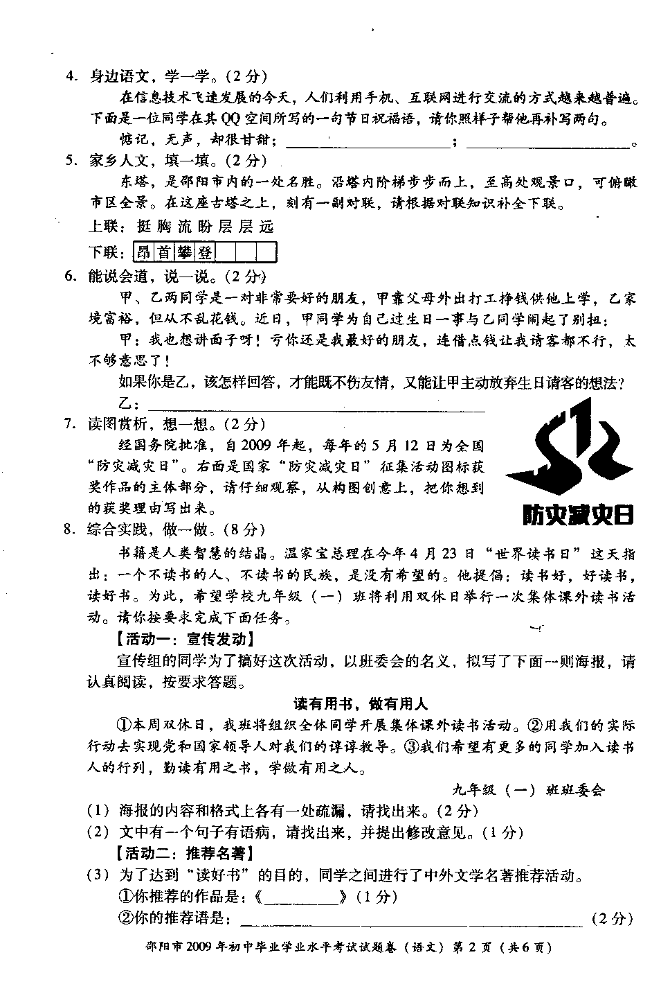 4. 身边语文，学一学。(2 分)
在信息技术飞速发展的今天，人们利用手机、互联网进行交流的方式越来越普遍。
下面是一位同学在其 QQ 空间所写的一句节日祝福语，请你照样子帮他再补写两句。
惦记，无声，却很甘甜；＿＿＿＿＿＿＿＿；＿＿＿＿＿＿＿＿。
5. 家乡人文，填一填。(2 分)
东塔，是邵阳市内的一处名胜。沿塔内阶梯步步而上，至高处观景口，可俯瞰
市区全景。在这座古塔之上，刻有一副对联，请根据对联知识补全下联。
上联：挺 胸 流 盼 层 层 远
下联：昂 首 攀 登
6. 能说会道，说一说。(2 分)
甲、乙两同学是一对非常要好的朋友，甲靠父母外出打工挣钱供他上学，乙家
境富裕，但从不乱花钱。近日，甲同学为自己过生日一事与乙同学闹起了别扭：
甲：我也想讲面子呀！亏你还是我最好的朋友，连借点钱让我请客都不行，太
不够意思了！
如果你是乙，该怎样回答，才能既不伤友情，又能让甲主动放弃生日请客的想法？
乙：＿＿＿＿＿＿＿＿＿＿＿＿＿＿＿＿
7. 读图赏析，想一想。(2 分)
经国务院批准，自 2009 年起，每年的 5 月 12 日为全国
“防灾减灾日”。右面是国家“防灾减灾日”征集活动图标获
奖作品的主体部分，请仔细观察，从构图创意上，把你想到
的获奖理由写出来。
防灾减灾日
8. 综合实践，做一做。(8 分)
书籍是人类智慧的结晶。温家宝总理在今年 4 月 23 日“世界读书日”这天指
出：一个不读书的人、不读书的民族，是没有希望的。他提倡：读书好，好读书，
读好书。为此，希望学校九年级（一）班将利用双休日举行一次集体课外读书活
动。请你按要求完成下面任务。
【活动一：宣传发动】
宣传组的同学为了搞好这次活动，以班委会的名义，拟写了下面一则海报，请
认真阅读，按要求答题。
读有用书，做有用人
①本周双休日，我班将组织全体同学开展集体课外读书活动。②用我们的实际
行动去实现党和国家领导人对我们的谆谆教导。③我们希望有更多的同学加入读书
人的行列，勤读有用之书，学做有用之人。
九年级（一）班班委会
(1) 海报的内容和格式上各有一处疏漏，请找出来。(2 分)
(2) 文中有一个句子有语病，请找出来，并提出修改意见。(1 分)
【活动二：推荐名著】
(3) 为了达到“读好书”的目的，同学之间进行了中外文学名著推荐活动。
①你推荐的作品是：《＿＿＿＿》(1 分)
②你的推荐语是：＿＿＿＿＿＿＿＿＿＿＿＿＿＿＿＿ (2 分)
邵阳市 2009 年初中毕业学业水平考试试题卷（语文）第 2 页（共 6 页）